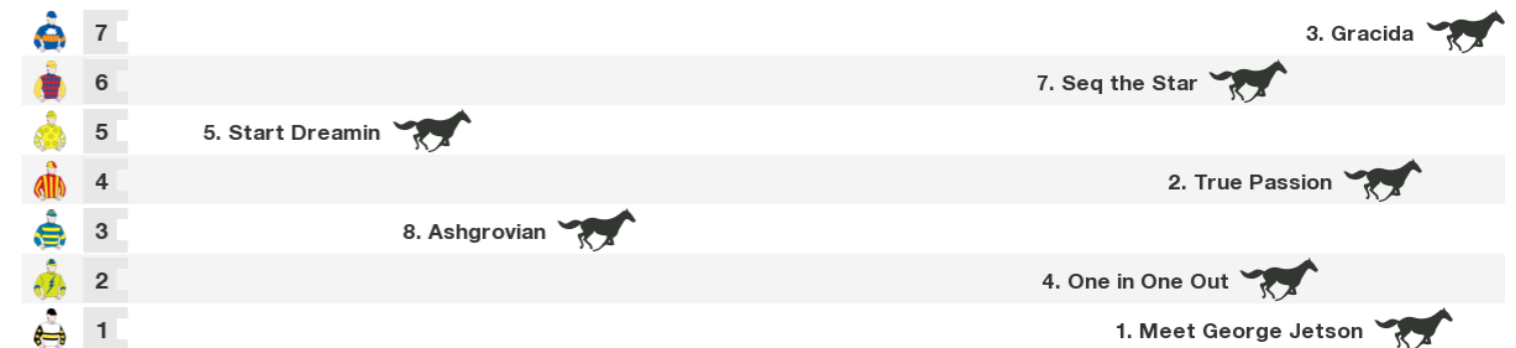 7 3. Gracida
6 7. Seq the Star
5 5. Start Dreamin
4 2. True Passion
3 8. Ashgrovian
2 4. One in One Out
1 1. Meet George Jetson